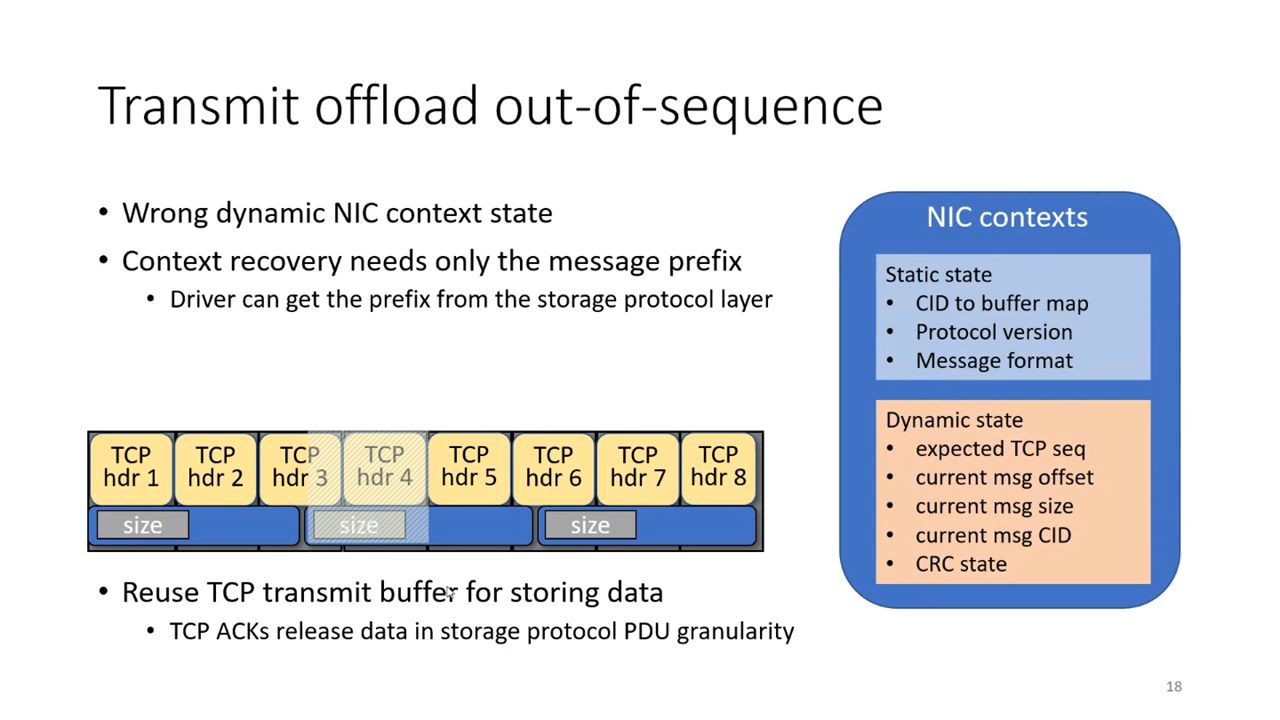 Transmit offload out-of-sequence
• Wrong dynamic NIC context state
• Context recovery needs only the message prefix
• Driver can get the prefix from the storage protocol layer
NIC contexts
Static state
• CID to buffer map
• Protocol version
• Message format
Dynamic state
• expected TCP seq
• current msg offset
• current msg size
• current msg CID
• CRC state
TCP hdr 1
TCP hdr 2
TCP hdr 3
TCP hdr 4
TCP hdr 5
TCP hdr 6
TCP hdr 7
TCP hdr 8
size
size
size
• Reuse TCP transmit buffer for storing data
• TCP ACKs release data in storage protocol PDU granularity
18